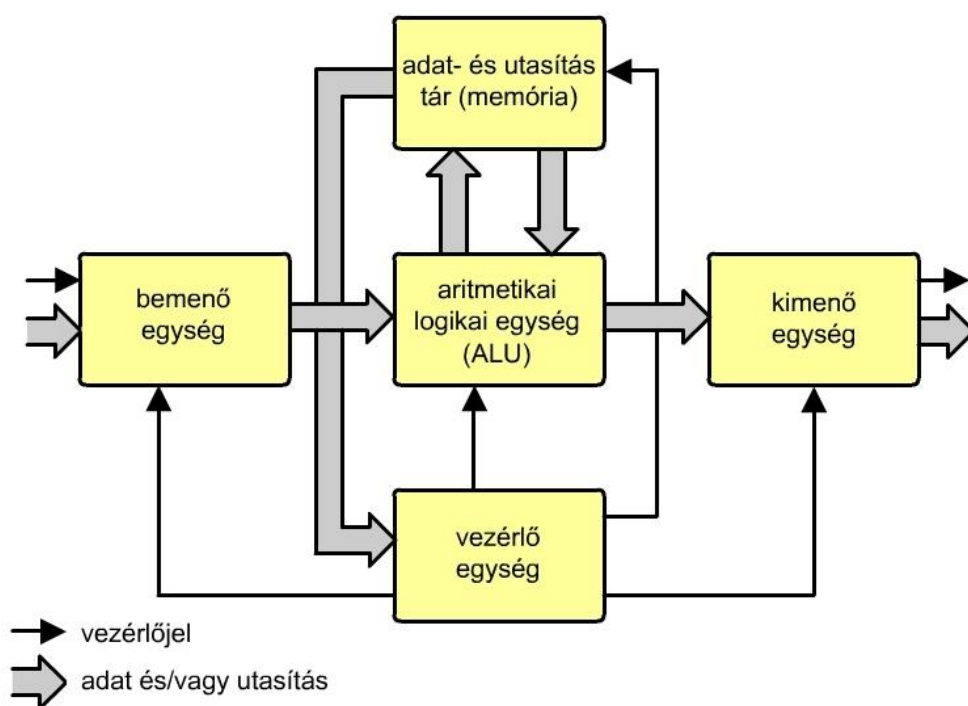 adat- és utasítás
tár (memória)
bemenő
egység
aritmetikai
logikai egység
(ALU)
kimenő
egység
vezérlő
egység
vezérlőjel
adat és/vagy utasítás